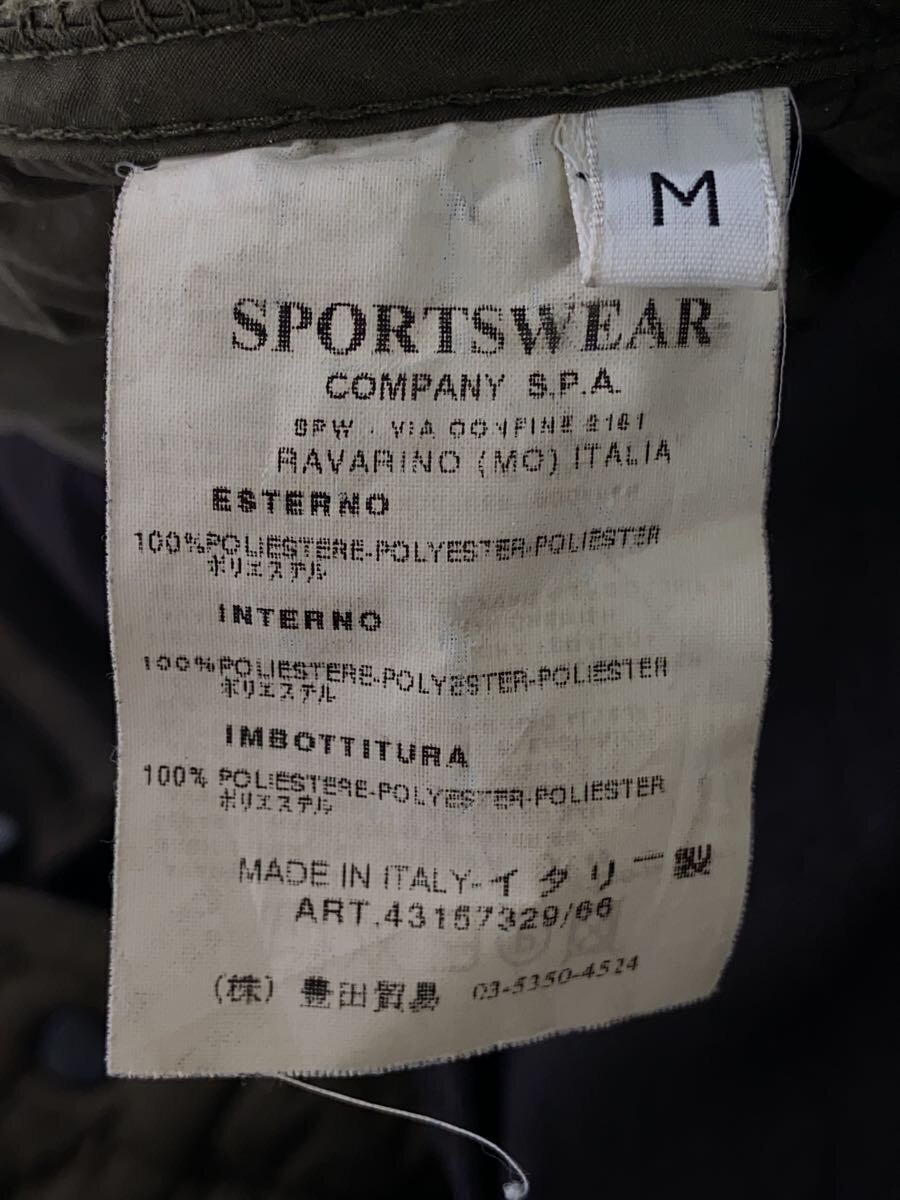 M
SPORTSWEAR
COMPANY S.P.A.
SPW - VIA CONFINE 2161
RAVARINO (MO) ITALIA
ESTERNO
100%POLIESTERE-POLYESTER-POLIESTER
ポリエステル
INTERNO
100%POLIESTERE-POLYESTER-POLIESTER
ポリエステル
IMBOTTITURA
100% POLIESTERE-POLYESTER-POLIESTER
ポリエステル
MADE IN ITALY-イタリー製
ART.43157329/66
(株) 豊田貿易 03-5350-4524